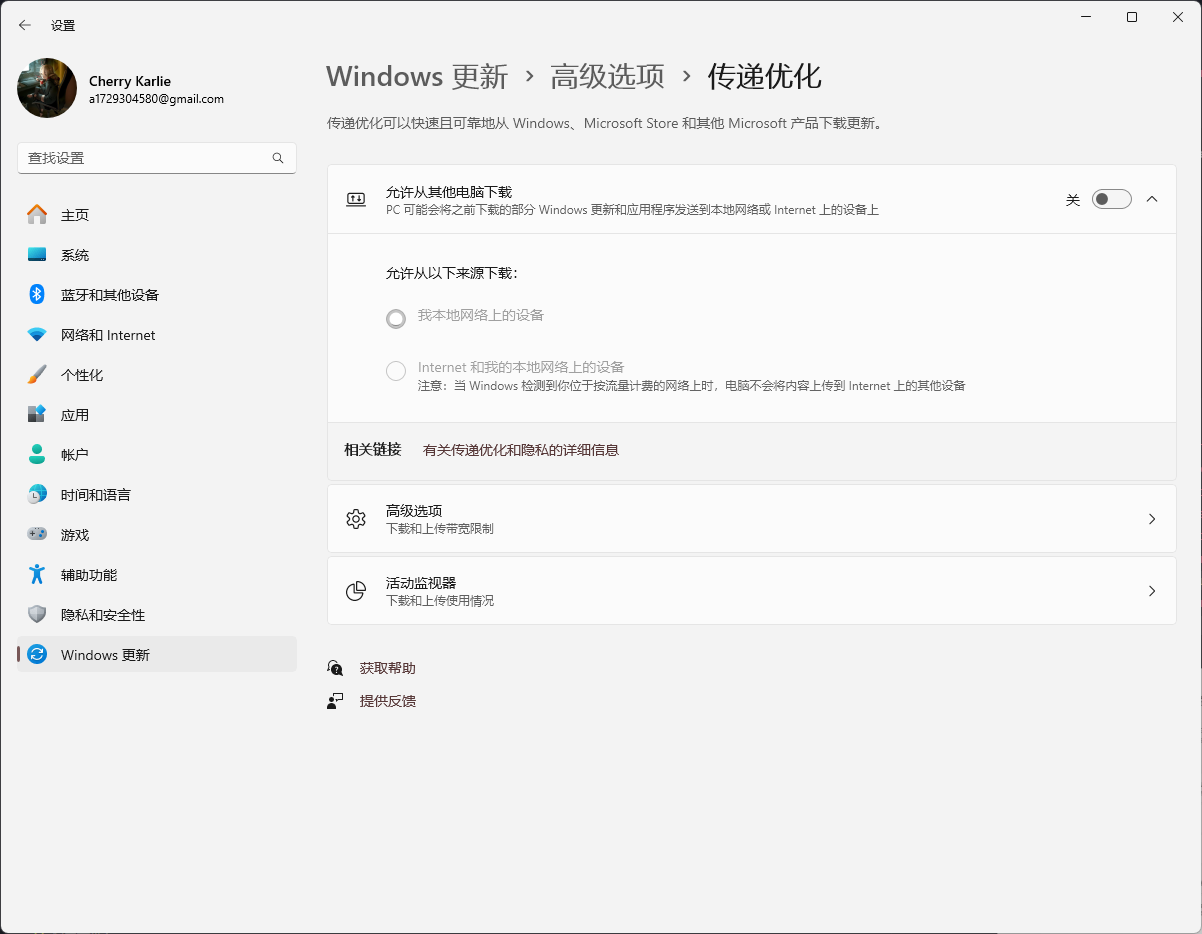 设置
Cherry Karlie
a1729304580@gmail.com
查找设置
主页
系统
蓝牙和其他设备
网络和 Internet
个性化
应用
帐户
时间和语言
游戏
辅助功能
隐私和安全性
Windows 更新
Windows 更新 › 高级选项 › 传递优化
传递优化可以快速且可靠地从 Windows、Microsoft Store 和其他 Microsoft 产品下载更新。
允许从其他电脑下载
PC 可能会将之前下载的部分 Windows 更新和应用程序发送到本地网络或 Internet 上的设备上
关
允许从以下来源下载：
我本地网络上的设备
Internet 和我的本地网络上的设备
注意：当 Windows 检测到你位于按流量计费的网络上时，电脑不会将内容上传到 Internet 上的其他设备
相关链接 有关传递优化和隐私的详细信息
高级选项
下载和上传带宽限制
活动监视器
下载和上传使用情况
获取帮助
提供反馈